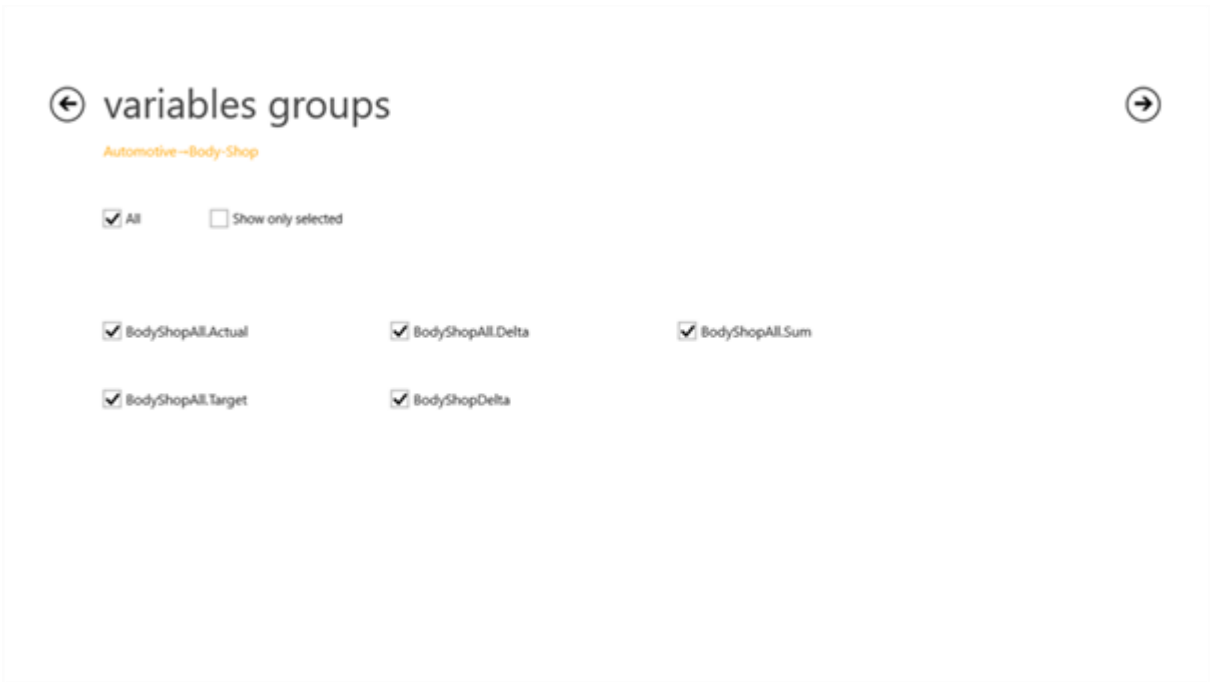 variables groups
Automotive→Body-Shop
All Show only selected
BodyShopAll.Actual BodyShopAll.Delta BodyShopAll.Sum
BodyShopAll.Target BodyShopDelta